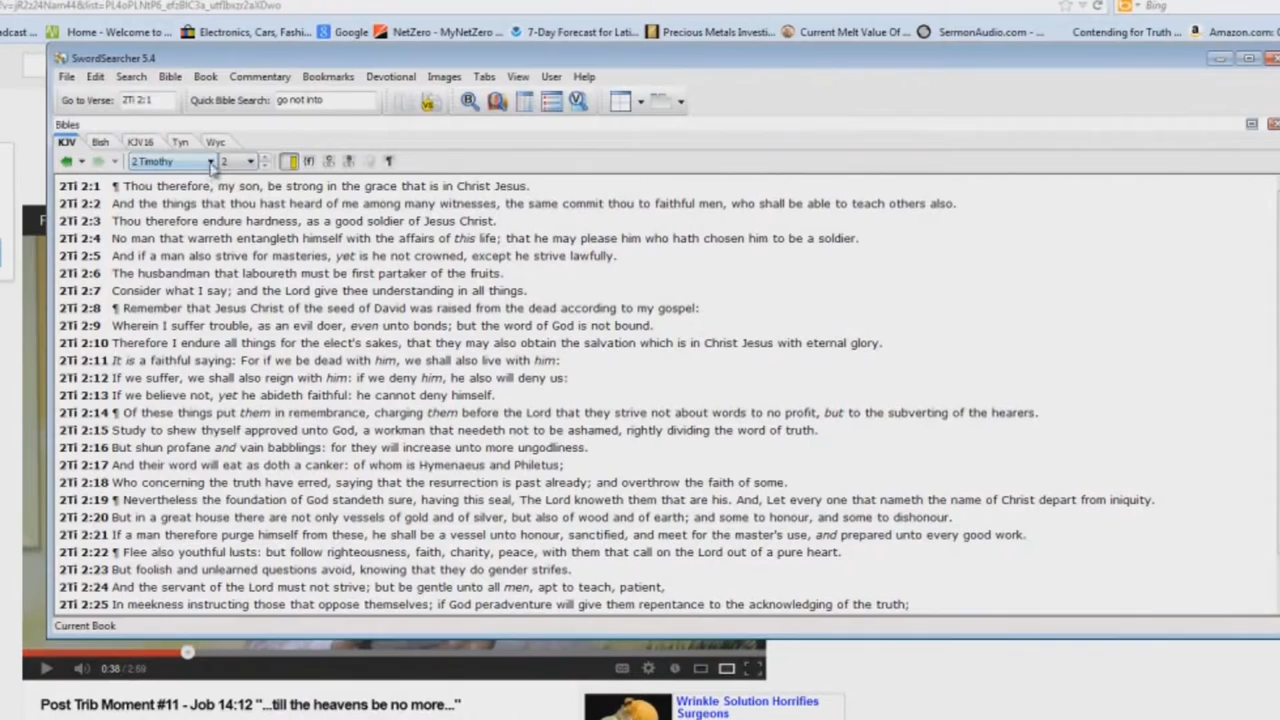 v=jR2z24Nam44&list=PL4oPLNtP6_efzBIC3a_utfIbxzr2aXDwo
Bing
dcast ... Home - Welcome to ... Electronics, Cars, Fashi... Google NetZero - MyNetZero ... 7-Day Forecast for Lati... Precious Metals Investi... Current Melt Value Of ... SermonAudio.com - ... Contending for Truth ... Amazon.com:
SwordSearcher 5.4
File Edit Search Bible Book Commentary Bookmarks Devotional Images Tabs View User Help
Go to Verse: 2Ti 2:1 Quick Bible Search: go not into
Bibles
KJV Bish KJV16 Tyn Wyc
2 Timothy 2
2Ti 2:1 ¶ Thou therefore, my son, be strong in the grace that is in Christ Jesus.
2Ti 2:2 And the things that thou hast heard of me among many witnesses, the same commit thou to faithful men, who shall be able to teach others also.
2Ti 2:3 Thou therefore endure hardness, as a good soldier of Jesus Christ.
2Ti 2:4 No man that warreth entangleth himself with the affairs of this life; that he may please him who hath chosen him to be a soldier.
2Ti 2:5 And if a man also strive for masteries, yet is he not crowned, except he strive lawfully.
2Ti 2:6 The husbandman that laboureth must be first partaker of the fruits.
2Ti 2:7 Consider what I say; and the Lord give thee understanding in all things.
2Ti 2:8 ¶ Remember that Jesus Christ of the seed of David was raised from the dead according to my gospel:
2Ti 2:9 Wherein I suffer trouble, as an evil doer, even unto bonds; but the word of God is not bound.
2Ti 2:10 Therefore I endure all things for the elect's sakes, that they may also obtain the salvation which is in Christ Jesus with eternal glory.
2Ti 2:11 It is a faithful saying: For if we be dead with him, we shall also live with him:
2Ti 2:12 If we suffer, we shall also reign with him: if we deny him, he also will deny us:
2Ti 2:13 If we believe not, yet he abideth faithful: he cannot deny himself.
2Ti 2:14 ¶ Of these things put them in remembrance, charging them before the Lord that they strive not about words to no profit, but to the subverting of the hearers.
2Ti 2:15 Study to shew thyself approved unto God, a workman that needeth not to be ashamed, rightly dividing the word of truth.
2Ti 2:16 But shun profane and vain babblings: for they will increase unto more ungodliness.
2Ti 2:17 And their word will eat as doth a canker: of whom is Hymenaeus and Philetus;
2Ti 2:18 Who concerning the truth have erred, saying that the resurrection is past already; and overthrow the faith of some.
2Ti 2:19 ¶ Nevertheless the foundation of God standeth sure, having this seal, The Lord knoweth them that are his. And, Let every one that nameth the name of Christ depart from iniquity.
2Ti 2:20 But in a great house there are not only vessels of gold and of silver, but also of wood and of earth; and some to honour, and some to dishonour.
2Ti 2:21 If a man therefore purge himself from these, he shall be a vessel unto honour, sanctified, and meet for the master's use, and prepared unto every good work.
2Ti 2:22 ¶ Flee also youthful lusts: but follow righteousness, faith, charity, peace, with them that call on the Lord out of a pure heart.
2Ti 2:23 But foolish and unlearned questions avoid, knowing that they do gender strifes.
2Ti 2:24 And the servant of the Lord must not strive; but be gentle unto all men, apt to teach, patient,
2Ti 2:25 In meekness instructing those that oppose themselves; if God peradventure will give them repentance to the acknowledging of the truth;
Current Book
0:38 / 2:59
Post Trib Moment #11 - Job 14:12 "...till the heavens be no more..."
Wrinkle Solution Horrifies
Surgeons